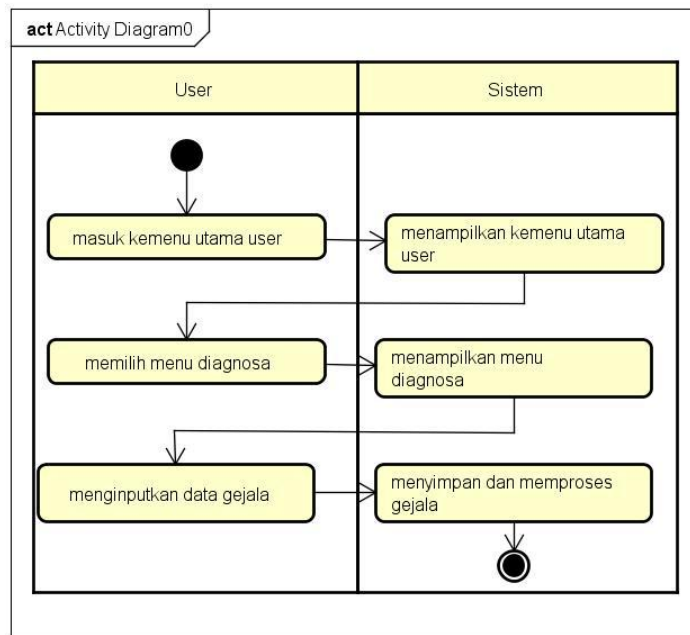 act Activity Diagram0
User
Sistem
masuk kemenu utama user
menampilkan kemenu utama
user
memilih menu diagnosa
menampilkan menu
diagnosa
menginputkan data gejala
menyimpan dan memproses
gejala